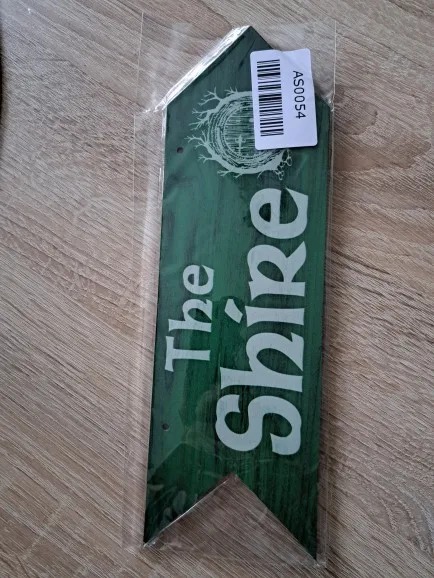 AS0054
The
Shire